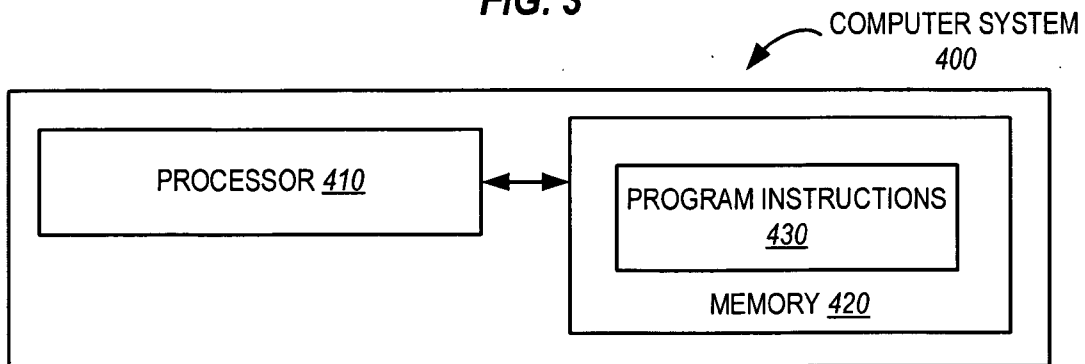 FIG. 3
COMPUTER SYSTEM
400
PROCESSOR 410
PROGRAM INSTRUCTIONS
430
MEMORY 420